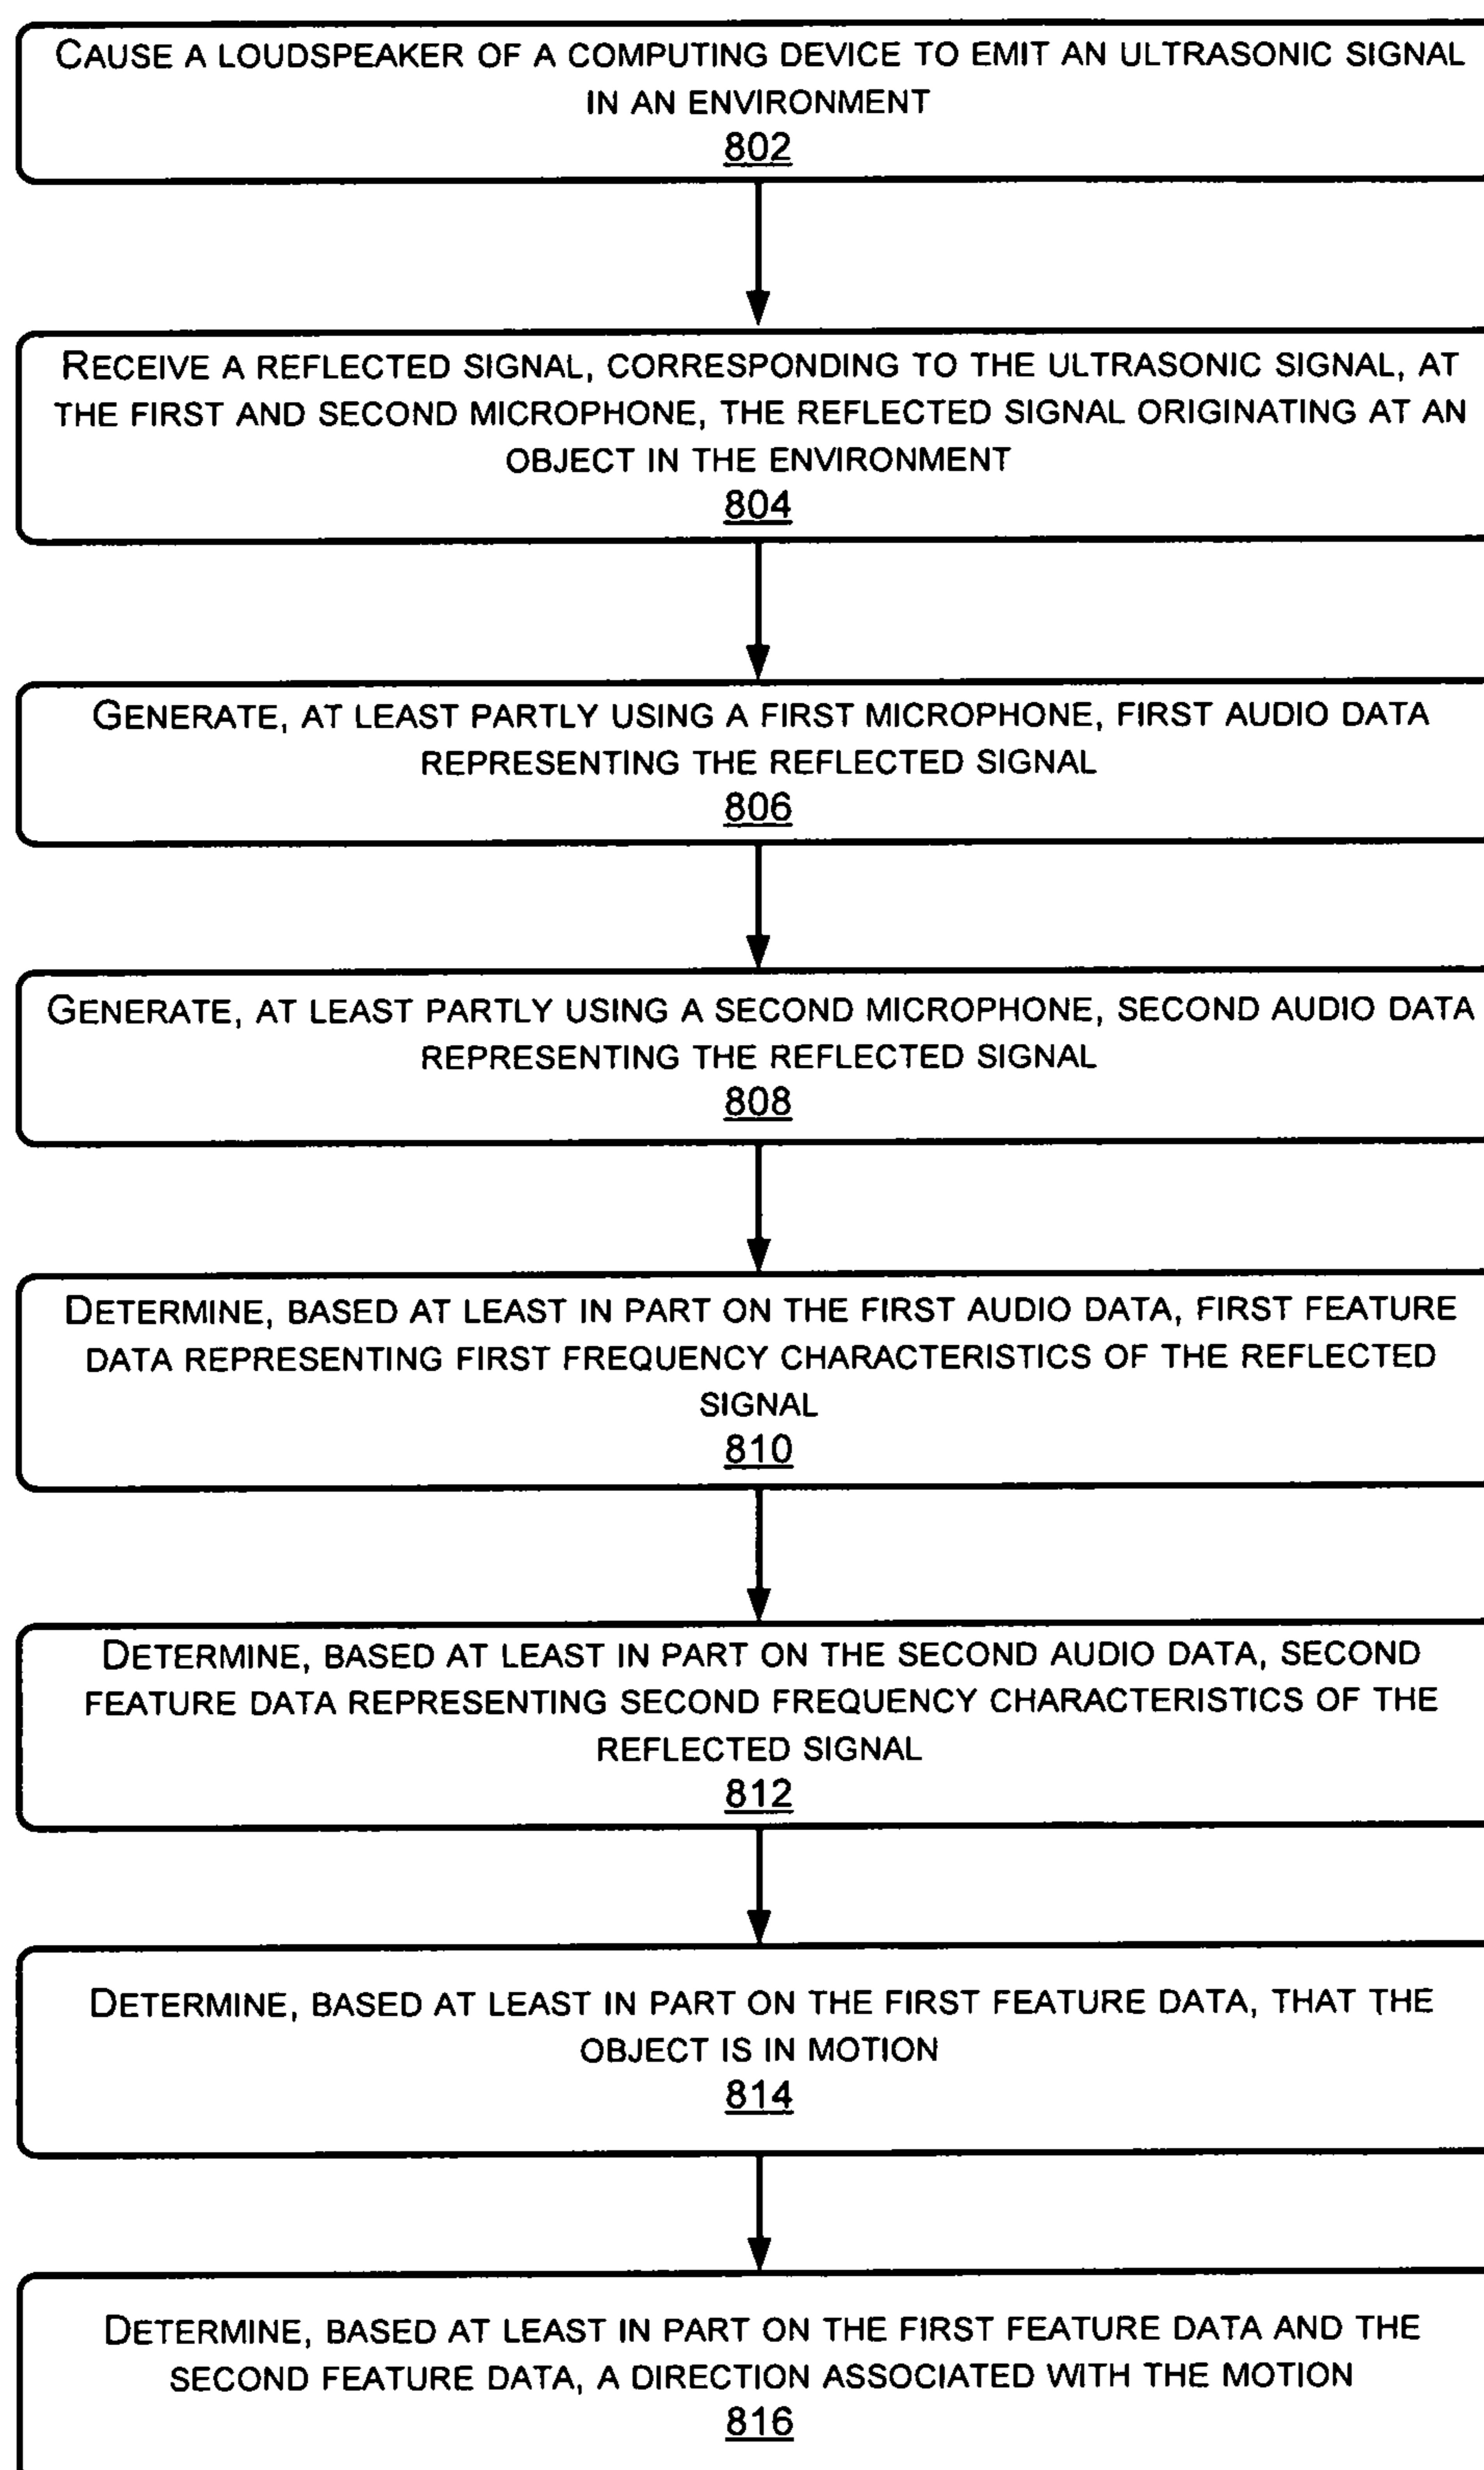 CAUSE A LOUDSPEAKER OF A COMPUTING DEVICE TO EMIT AN ULTRASONIC SIGNAL
IN AN ENVIRONMENT
802
RECEIVE A REFLECTED SIGNAL, CORRESPONDING TO THE ULTRASONIC SIGNAL, AT
THE FIRST AND SECOND MICROPHONE, THE REFLECTED SIGNAL ORIGINATING AT AN
OBJECT IN THE ENVIRONMENT
804
GENERATE, AT LEAST PARTLY USING A FIRST MICROPHONE, FIRST AUDIO DATA
REPRESENTING THE REFLECTED SIGNAL
806
GENERATE, AT LEAST PARTLY USING A SECOND MICROPHONE, SECOND AUDIO DATA
REPRESENTING THE REFLECTED SIGNAL
808
DETERMINE, BASED AT LEAST IN PART ON THE FIRST AUDIO DATA, FIRST FEATURE
DATA REPRESENTING FIRST FREQUENCY CHARACTERISTICS OF THE REFLECTED
SIGNAL
810
DETERMINE, BASED AT LEAST IN PART ON THE SECOND AUDIO DATA, SECOND
FEATURE DATA REPRESENTING SECOND FREQUENCY CHARACTERISTICS OF THE
REFLECTED SIGNAL
812
DETERMINE, BASED AT LEAST IN PART ON THE FIRST FEATURE DATA, THAT THE
OBJECT IS IN MOTION
814
DETERMINE, BASED AT LEAST IN PART ON THE FIRST FEATURE DATA AND THE
SECOND FEATURE DATA, A DIRECTION ASSOCIATED WITH THE MOTION
816